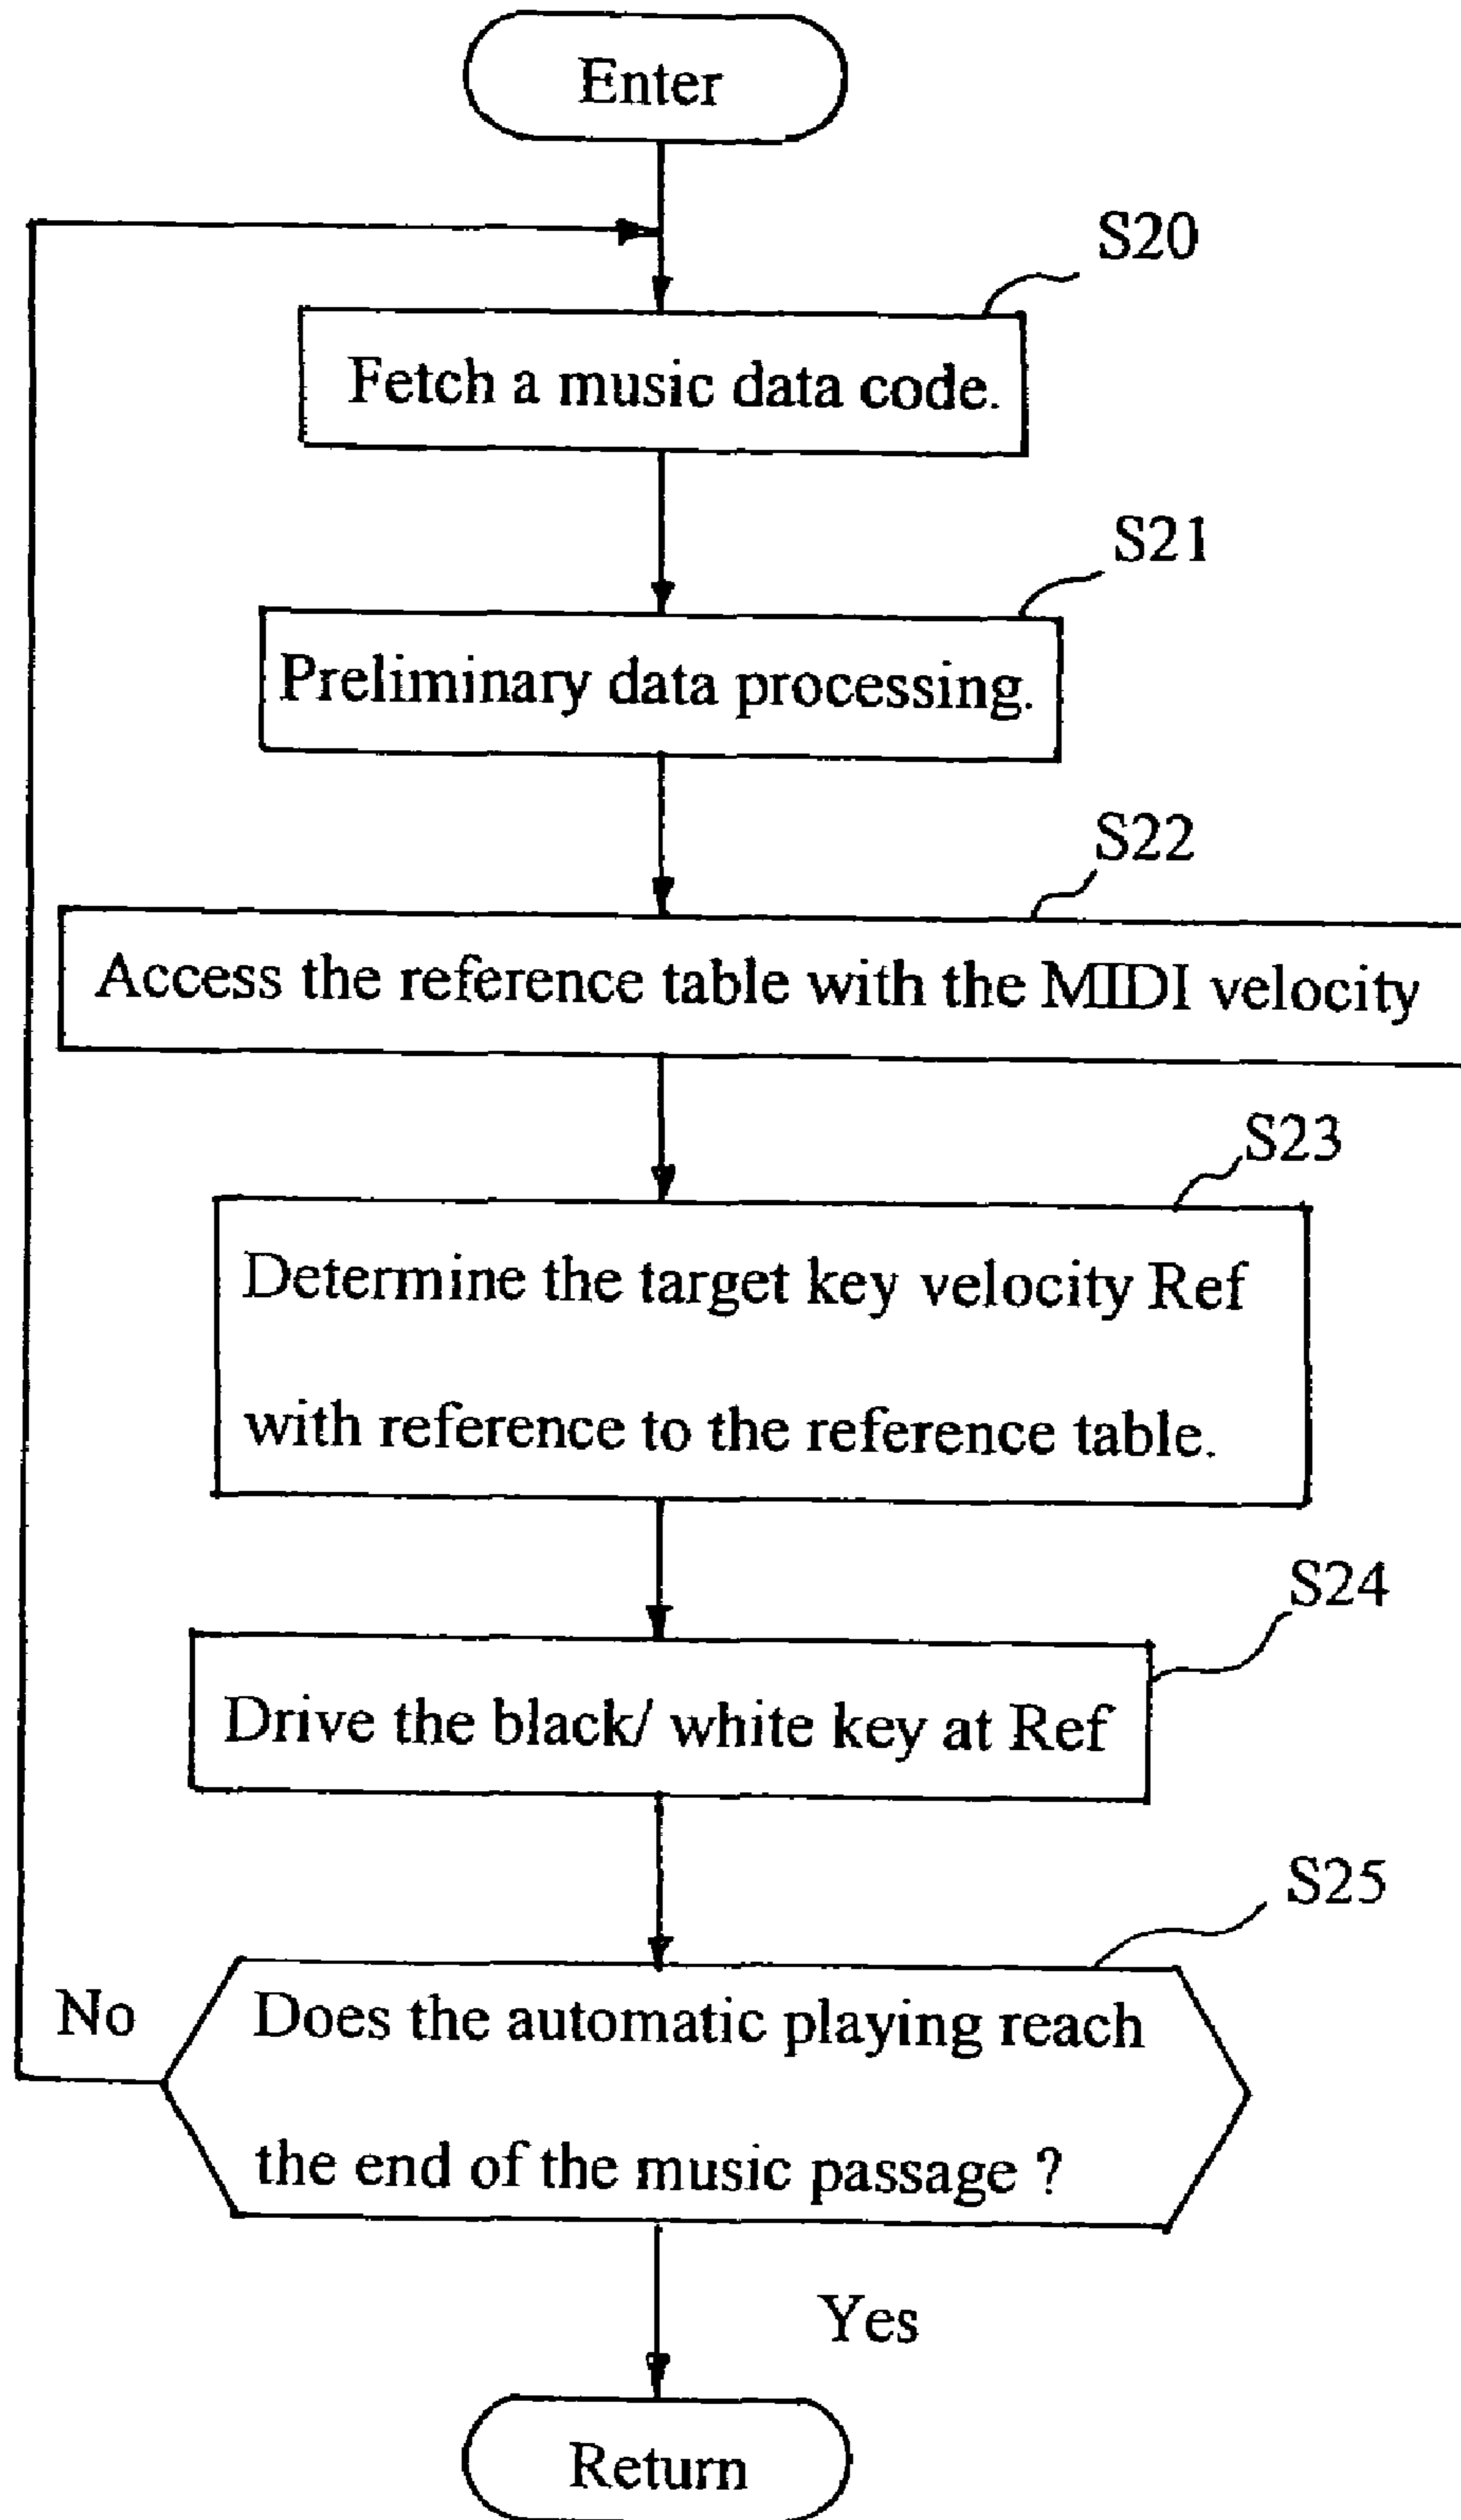 Enter
S20
Fetch a music data code.
S21
Preliminary data processing.
S22
Access the reference table with the MIDI velocity
S23
Determine the target key velocity Ref
with reference to the reference table.
S24
Drive the black/ white key at Ref
S25
No
Does the automatic playing reach
the end of the music passage ?
Yes
Return